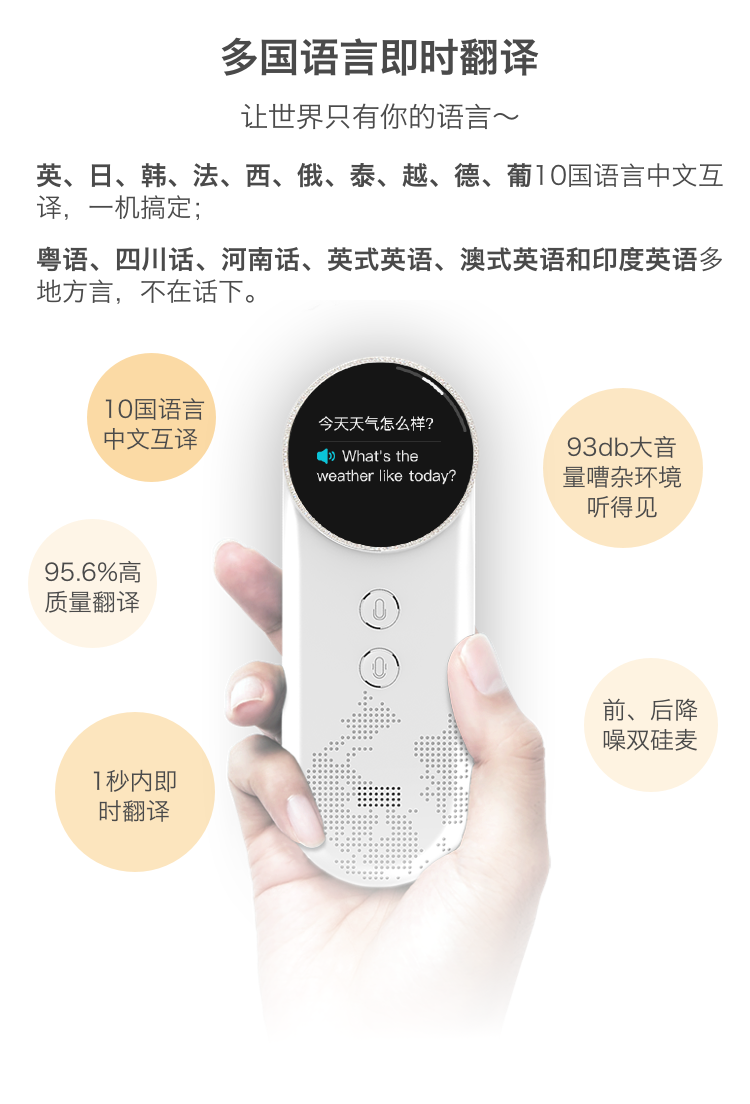 多国语言即时翻译
让世界只有你的语言～
英、日、韩、法、西、俄、泰、越、德、葡10国语言中文互
译，一机搞定；
粤语、四川话、河南话、英式英语、澳式英语和印度英语多
地方言，不在话下。
10国语言
中文互译
今天天气怎么样?
What's the
weather like today?
93db大音
量嘈杂环境
听得见
95.6%高
质量翻译
前、后降
噪双硅麦
1秒内即
时翻译